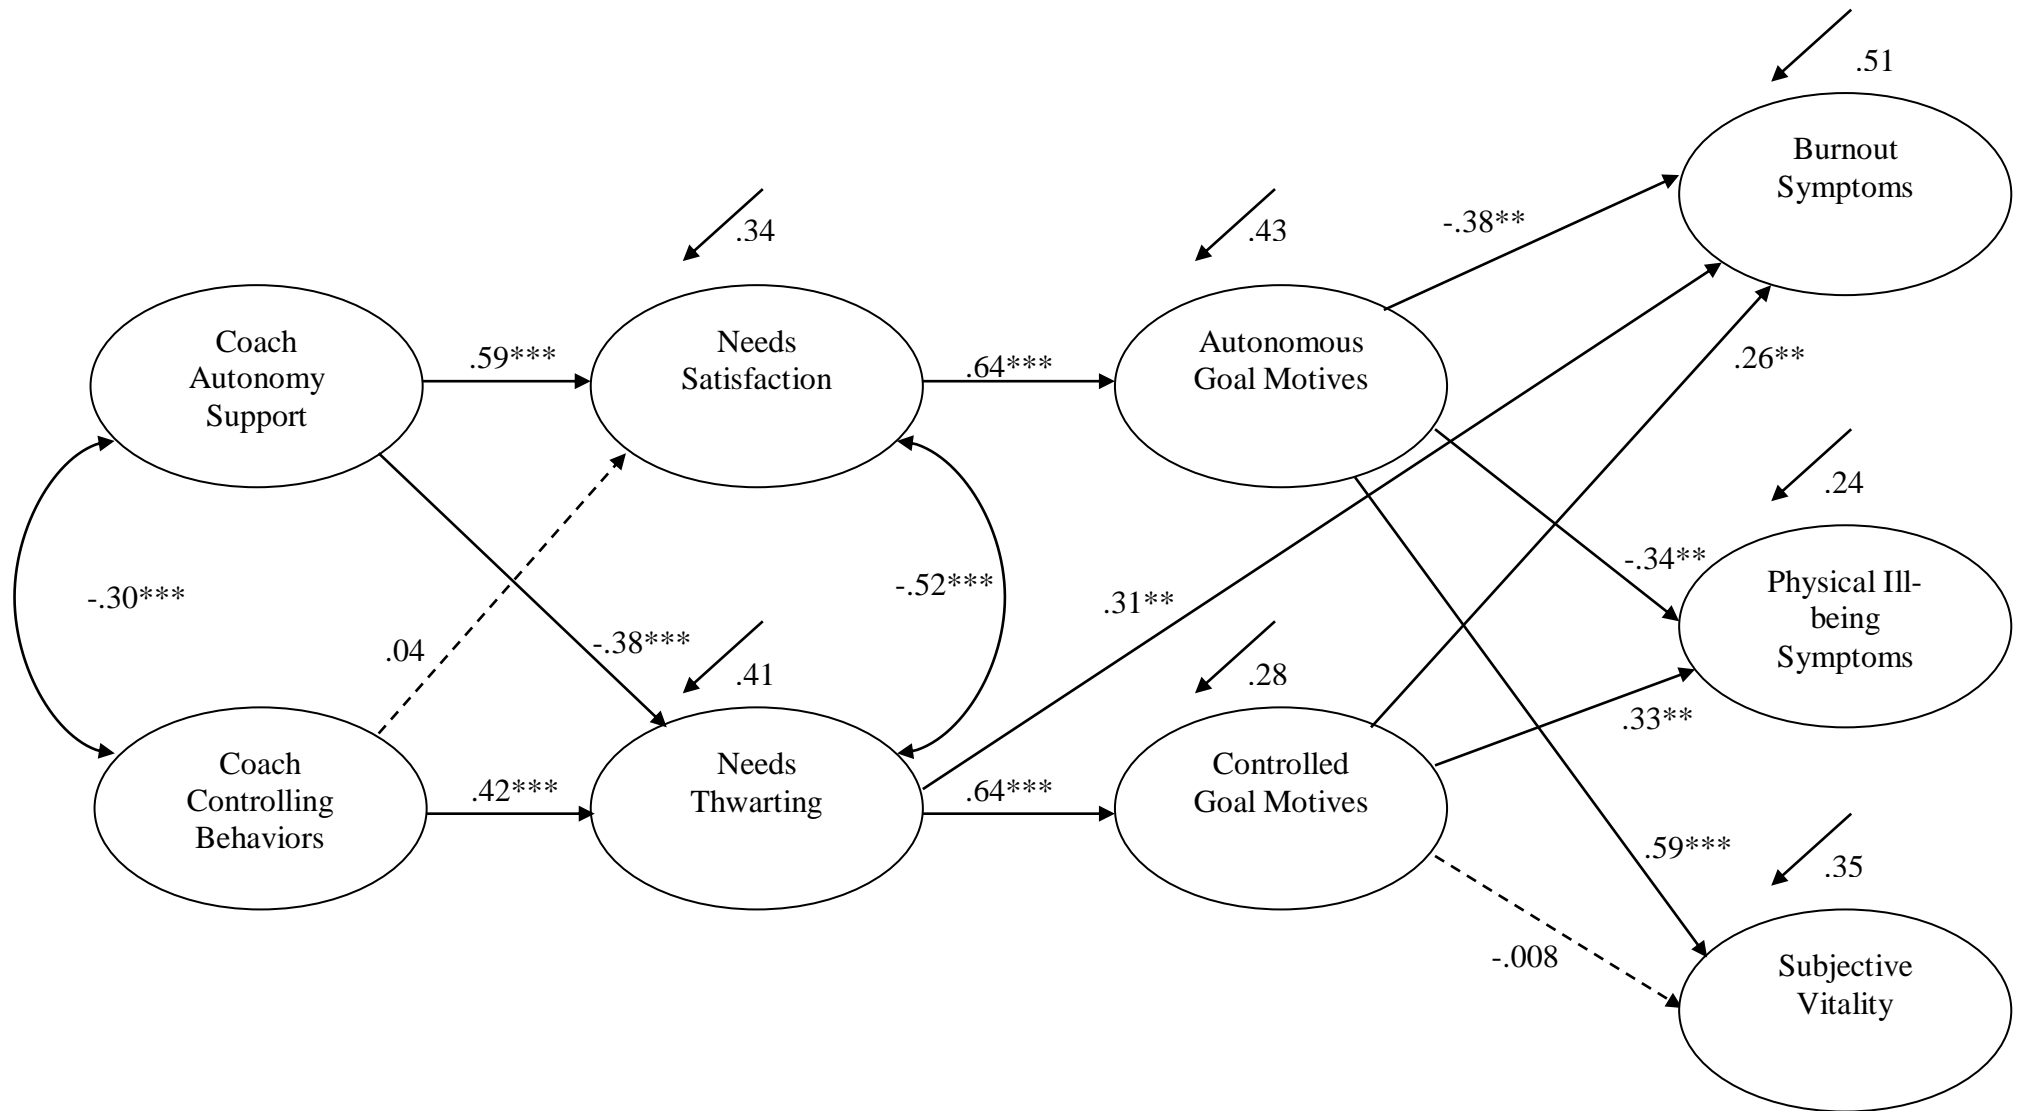 .51
Burnout
Symptoms
.34
.43
-.38**
Coach
Autonomy
Support
.59***
Needs
Satisfaction
.64***
Autonomous
Goal Motives
.26**
.24
-.30***
-.52***
.31**
-.34**
Physical Ill-
being
Symptoms
.04
-.38***
.41
.28
.33**
Coach
Controlling
Behaviors
.42***
Needs
Thwarting
.64***
Controlled
Goal Motives
.59***
.35
-.008
Subjective
Vitality